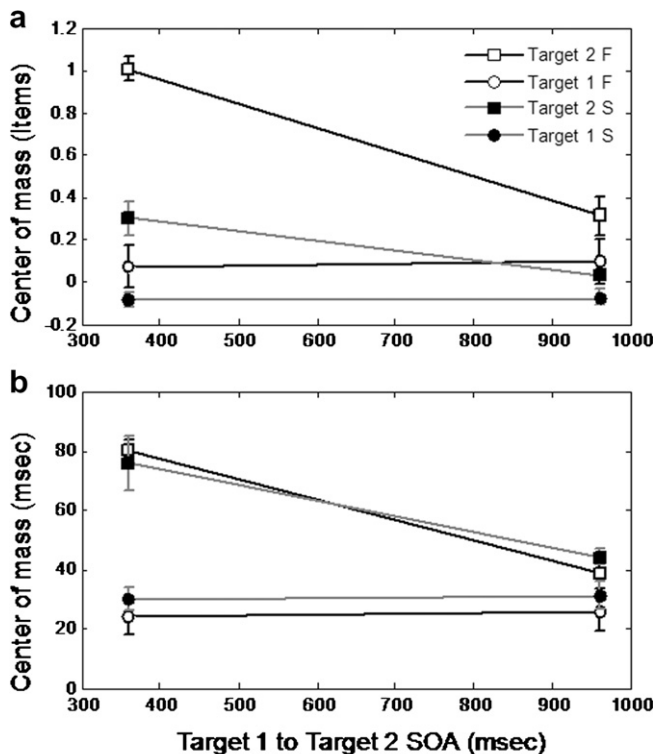 a
1.2
1
0.8
0.6
0.4
0.2
0
-0.2
Center of mass (Items)
Target 2 F
Target 1 F
Target 2 S
Target 1 S
300 400 500 600 700 800 900 1000
b
100
80
60
40
20
0
Center of mass (msec)
300 400 500 600 700 800 900 1000
Target 1 to Target 2 SOA (msec)